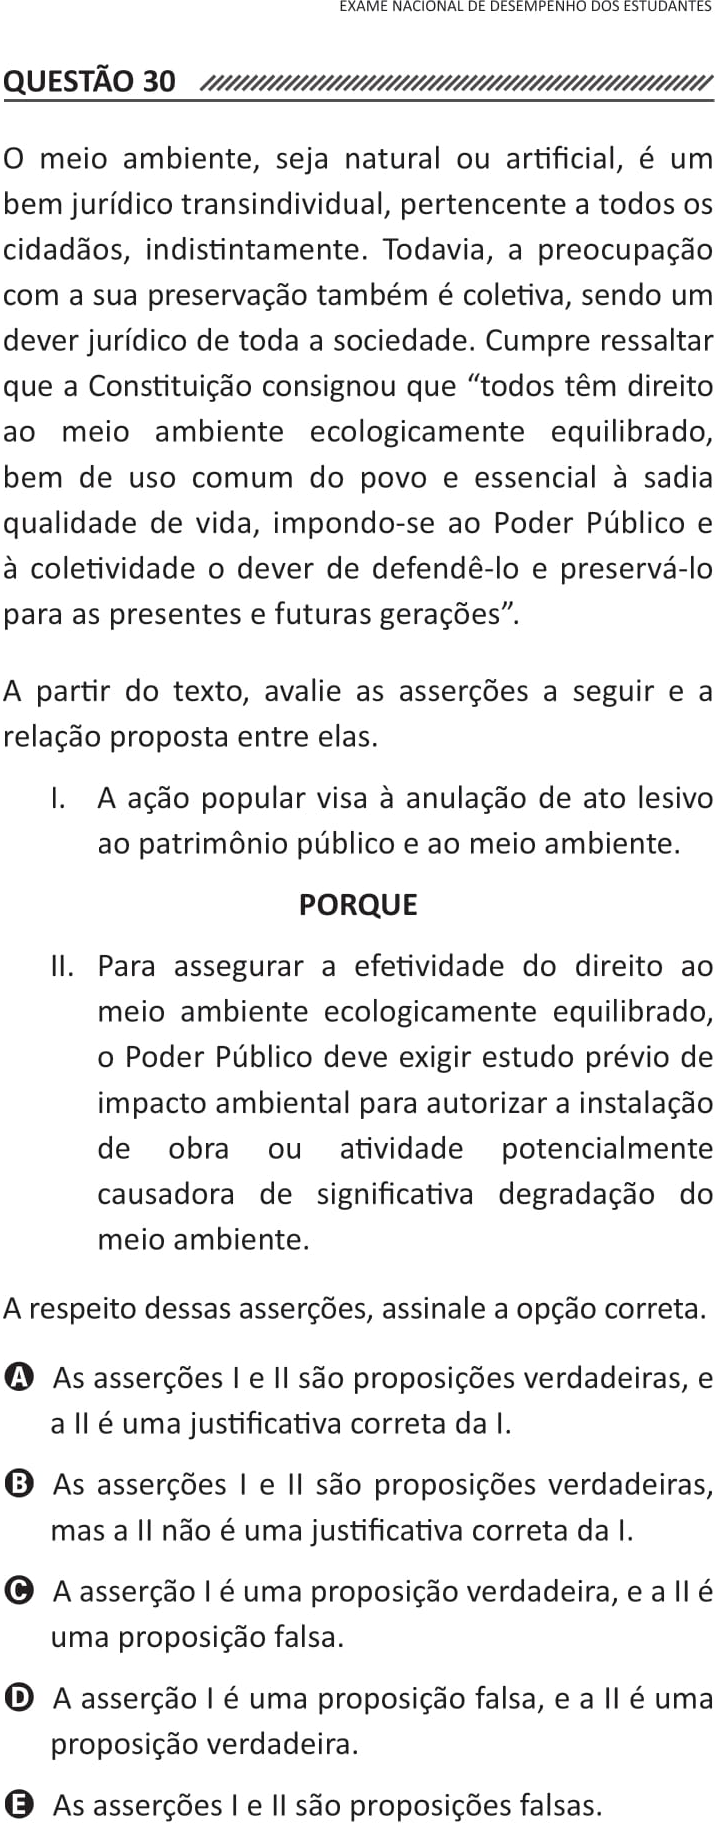 EXAME NACIONAL DE DESEMPENHO DOS ESTUDANTES
QUESTÃO 30
O meio ambiente, seja natural ou artificial, é um
bem jurídico transindividual, pertencente a todos os
cidadãos, indistintamente. Todavia, a preocupação
com a sua preservação também é coletiva, sendo um
dever jurídico de toda a sociedade. Cumpre ressaltar
que a Constituição consignou que “todos têm direito
ao meio ambiente ecologicamente equilibrado,
bem de uso comum do povo e essencial à sadia
qualidade de vida, impondo-se ao Poder Público e
à coletividade o dever de defendê-lo e preservá-lo
para as presentes e futuras gerações”.
A partir do texto, avalie as asserções a seguir e a
relação proposta entre elas.
I. A ação popular visa à anulação de ato lesivo
ao patrimônio público e ao meio ambiente.
PORQUE
II. Para assegurar a efetividade do direito ao
meio ambiente ecologicamente equilibrado,
o Poder Público deve exigir estudo prévio de
impacto ambiental para autorizar a instalação
de obra ou atividade potencialmente
causadora de significativa degradação do
meio ambiente.
A respeito dessas asserções, assinale a opção correta.
A As asserções I e II são proposições verdadeiras, e
a II é uma justificativa correta da I.
B As asserções I e II são proposições verdadeiras,
mas a II não é uma justificativa correta da I.
C A asserção I é uma proposição verdadeira, e a II é
uma proposição falsa.
D A asserção I é uma proposição falsa, e a II é uma
proposição verdadeira.
E As asserções I e II são proposições falsas.